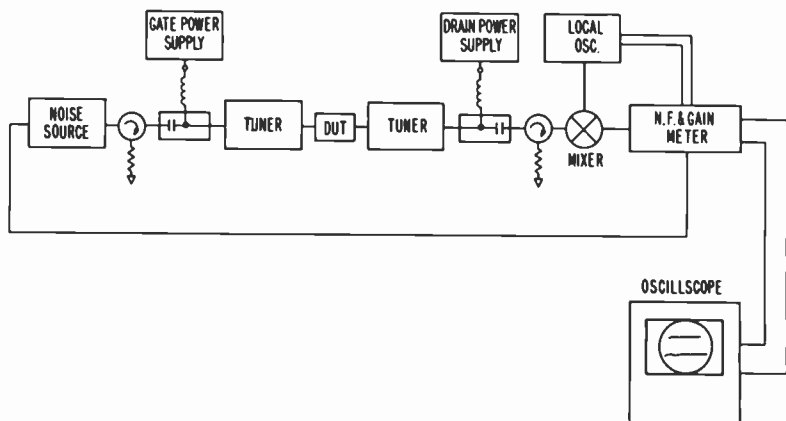 GATE POWER
SUPPLY
DRAIN POWER
SUPPLY
LOCAL
OSC.
NOISE
SOURCE
TUNER
DUT
TUNER
MIXER
N.F. & GAIN
METER
OSCILLSCOPE